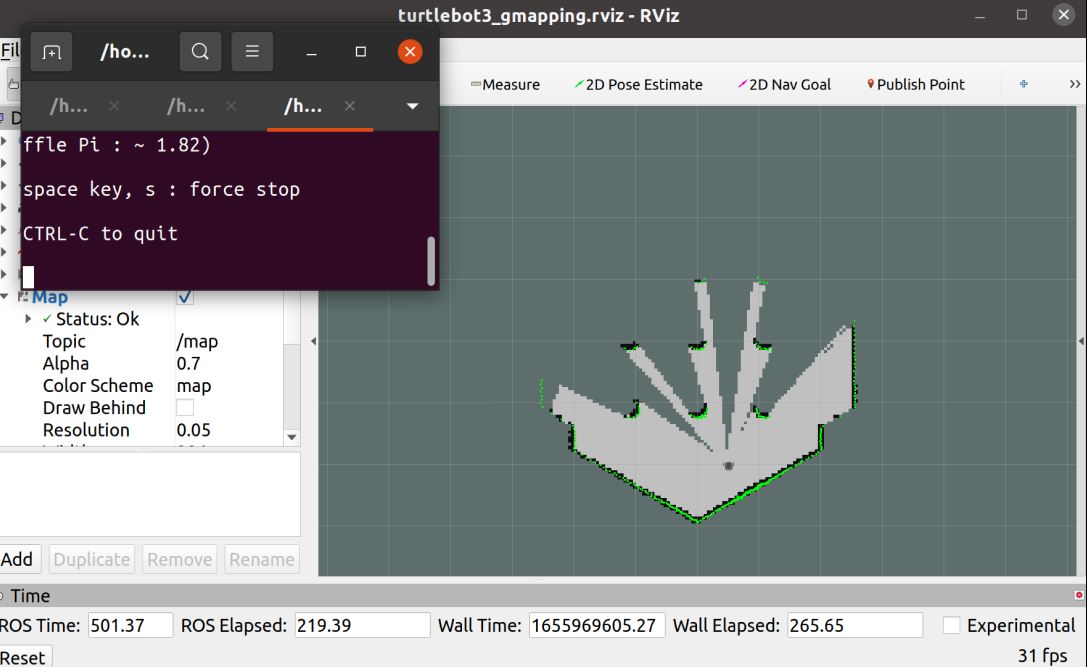 turtlebot3_gmapping.rviz - RViz
/ho...
/h... /h... /h...
Measure 2D Pose Estimate 2D Nav Goal Publish Point
ffle Pi : ~ 1.82)
space key, s : force stop
CTRL-C to quit
Map
Status: Ok
Topic /map
Alpha 0.7
Color Scheme map
Draw Behind
Resolution 0.05
Add Duplicate Remove Rename
Time
ROS Time: 501.37 ROS Elapsed: 219.39 Wall Time: 1655969605.27 Wall Elapsed: 265.65 Experimental
Reset 31 fps